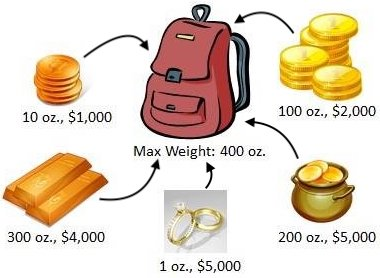 10 oz., $1,000
100 oz., $2,000
Max Weight: 400 oz.
300 oz., $4,000
1 oz., $5,000
200 oz., $5,000